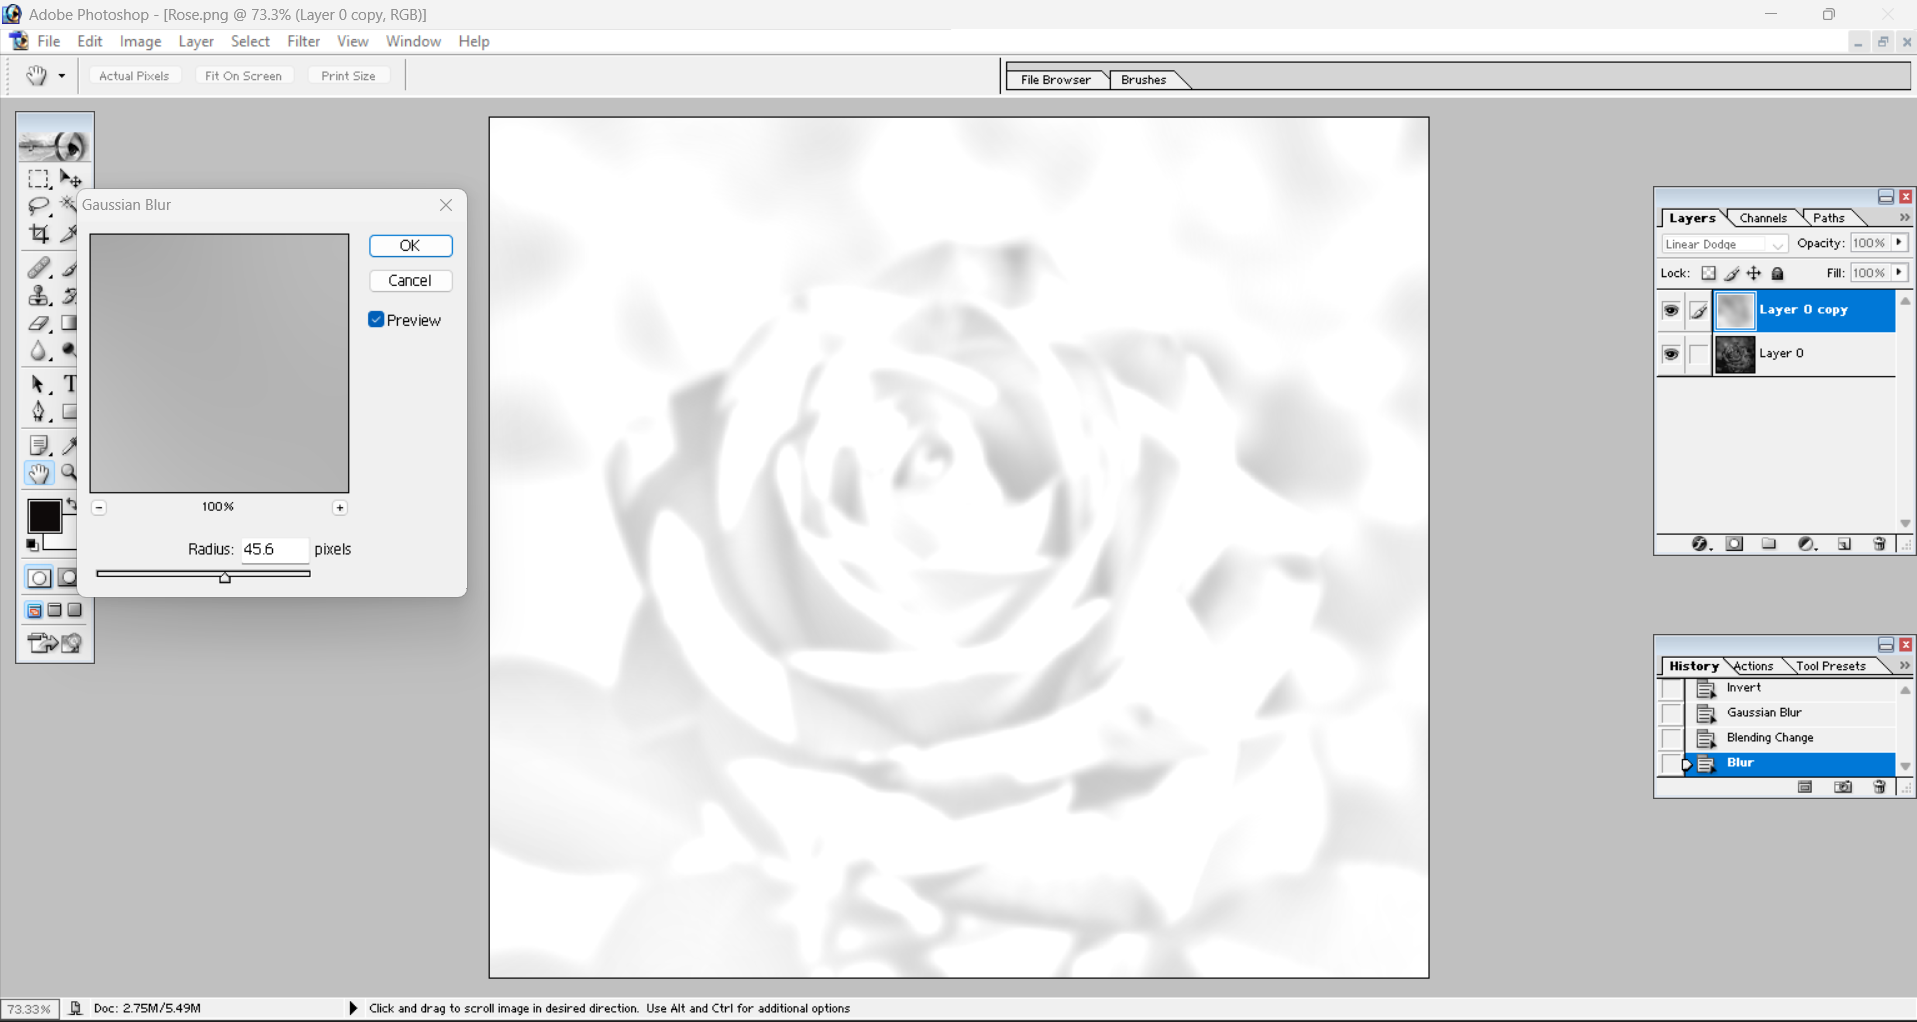 Adobe Photoshop - [Rose.png @ 73.3% (Layer 0 copy, RGB)]
File Edit Image Layer Select Filter View Window Help
Actual Pixels Fit On Screen Print Size File Browser Brushes
Gaussian Blur
OK
Cancel
Preview
100%
Radius: 45.6 pixels
T
Layers Channels Paths
Linear Dodge Opacity: 100%
Lock: Fill: 100%
Layer 0 copy
Layer 0
History Actions Tool Presets
Invert
Gaussian Blur
Blending Change
Blur
73.33% Doc: 2.75M/5.49M Click and drag to scroll image in desired direction. Use Alt and Ctrl for additional options